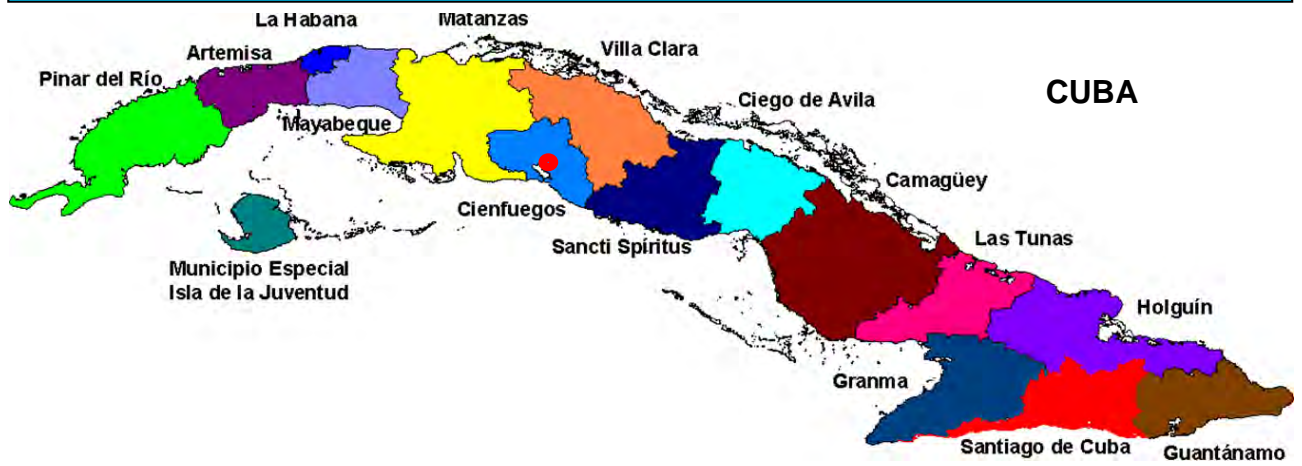 La Habana
Matanzas
Villa Clara
Artemisa
Pinar del Río
CUBA
Ciego de Avila
Mayabeque
Camagüey
Cienfuegos
Las Tunas
Sancti Spíritus
Municipio Especial
Isla de la Juventud
Holguín
Granma
Santiago de Cuba
Guantánamo